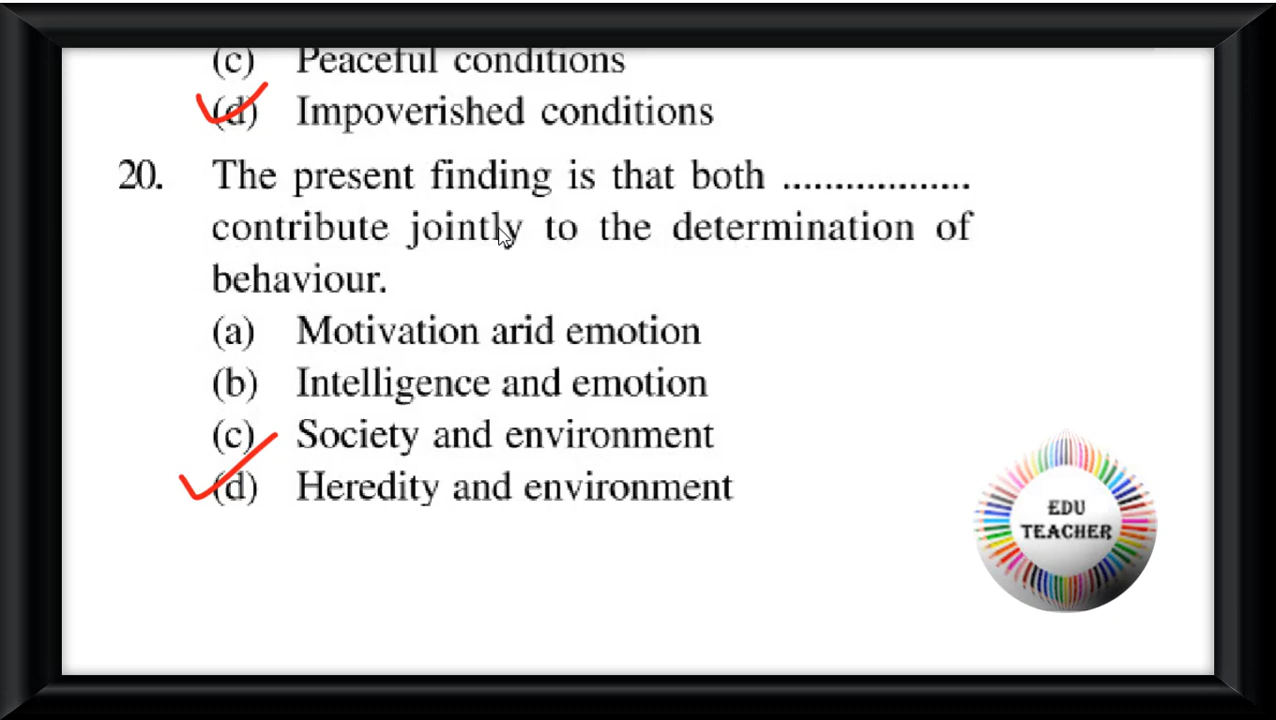 (c) Peaceful conditions
(d) Impoverished conditions
20. The present finding is that both ..................
contribute jointly to the determination of
behaviour.
(a) Motivation arid emotion
(b) Intelligence and emotion
(c) Society and environment
(d) Heredity and environment
EDU
TEACHER